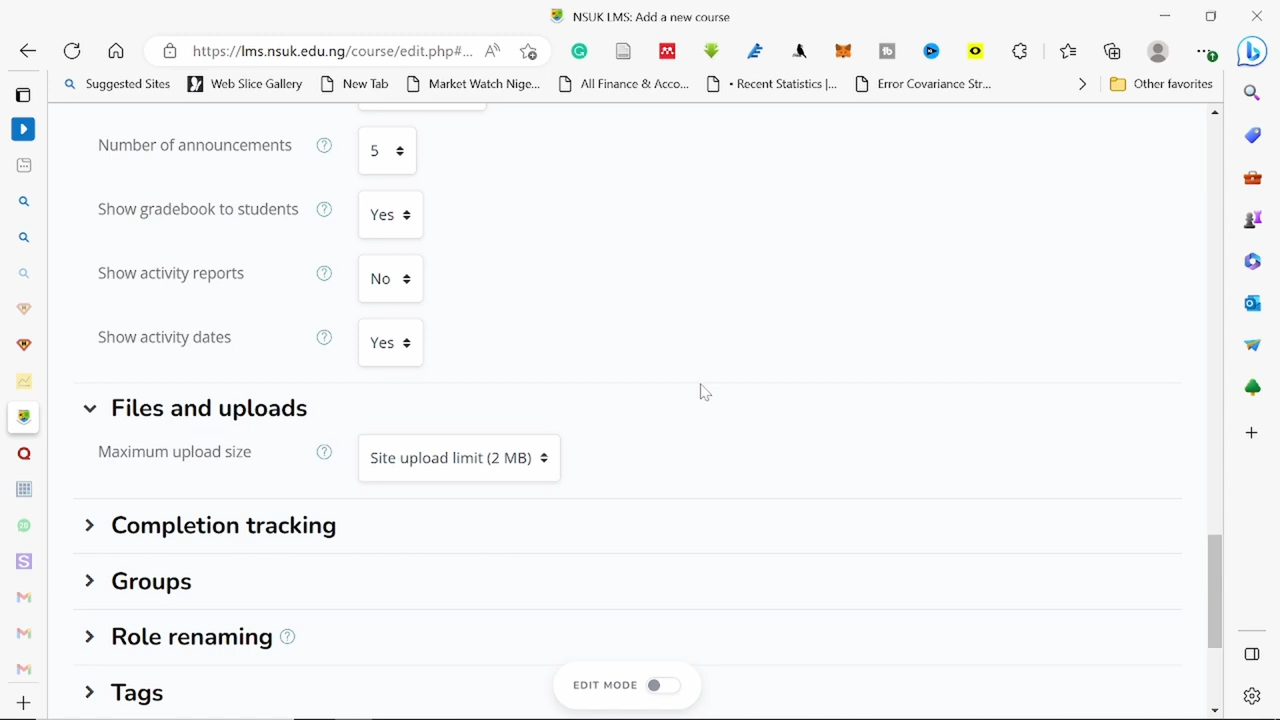 NSUK LMS: Add a new course
https://lms.nsuk.edu.ng/course/edit.php#...
Suggested Sites
Web Slice Gallery
New Tab
Market Watch Nige...
All Finance & Acco...
• Recent Statistics |...
Error Covariance Str...
Other favorites
Number of announcements
5
Show gradebook to students
Yes
Show activity reports
No
Show activity dates
Yes
Files and uploads
Maximum upload size
Site upload limit (2 MB)
Completion tracking
Groups
Role renaming
Tags
EDIT MODE